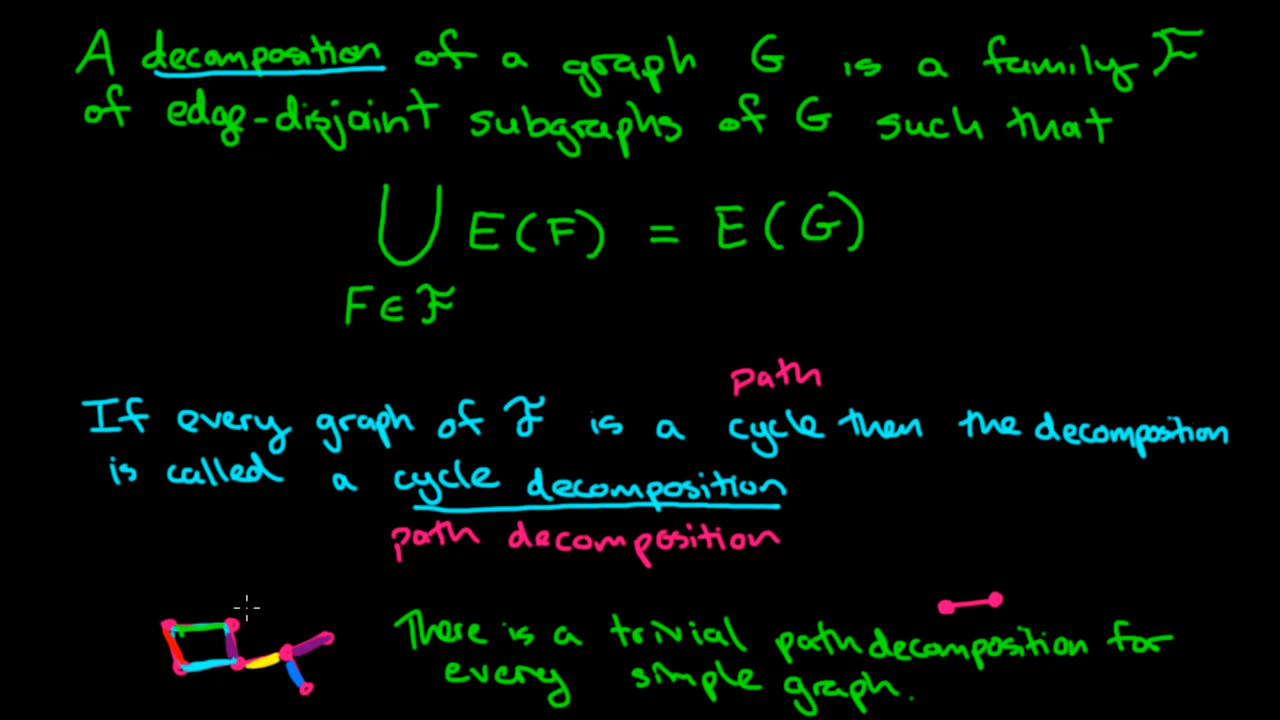 A decomposition of a graph G is a family ℱ
of edge-disjoint subgraphs of G such that
⋃ E(F) = E(G)
F∈ℱ
path
If every graph of ℱ is a cycle then the decompostion
is called a cycle decomposition
path decomposition
There is a trivial path decomposition for
every simple graph.